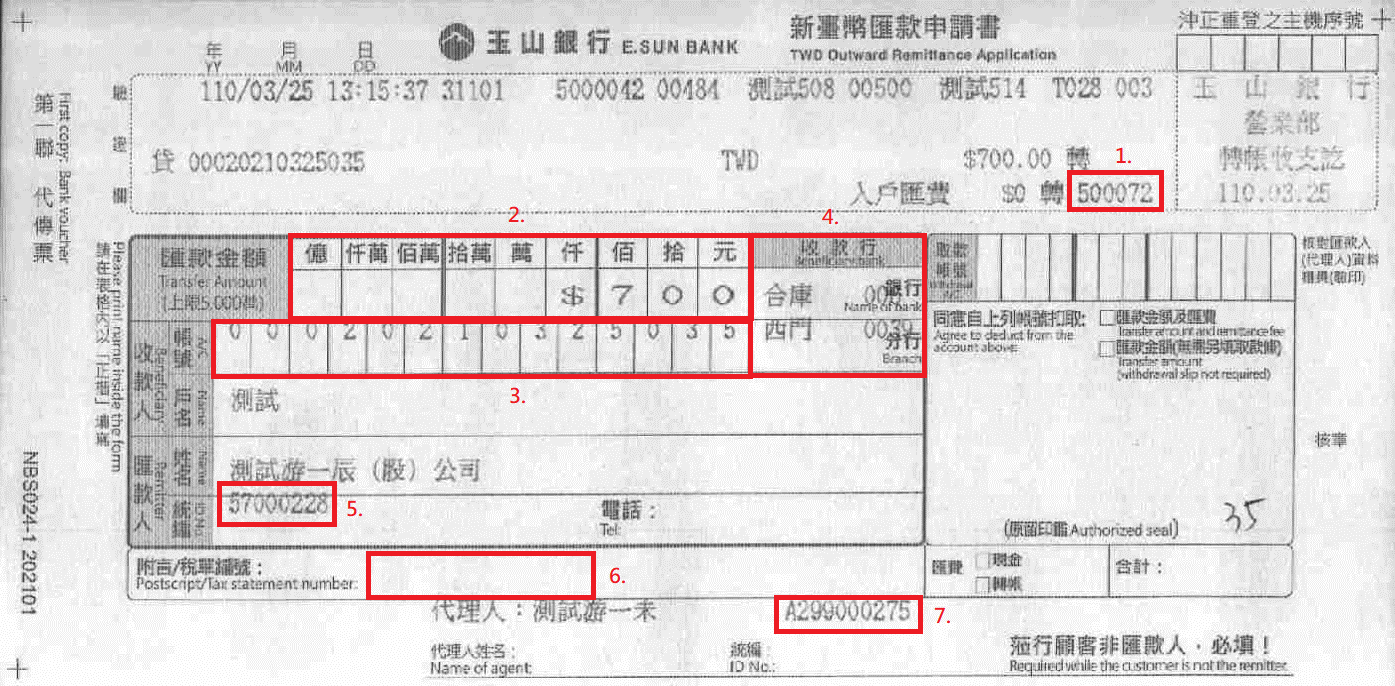 沖正重登之主機序號
玉山銀行 E.SUN BANK
新臺幣匯款申請書
TWD Outward Remittance Application
年 月 日
YY MM DD
驗證欄
110/03/25 13:15:37 31101 5000042 00484 測試508 00500 測試514 T028 003
玉 山 銀 行
營業部
轉帳收支訖
110.03.25
貸 00020210325035 TWD $700.00 轉
1.
入戶匯費 $0 轉 500072
第一聯 代傳票
First copy: Bank voucher
請在表格內以「正楷」填寫
Please print name inside the form
2.
4.
匯款金額
Transfer Amount
(上限5,000萬)
億 仟萬 佰萬 拾萬 萬 仟 佰 拾 元
$ 7 0 0
收款行
Beneficiary bank
合庫
銀行
Name of bank
西門 0039
分行
Branch
取款帳號
核對匯款人
(代理人)資料
職員(驗印)
收款人
Beneficiary
帳號
A/C
0 0 0 2 0 2 1 0 3 2 5 0 3 5
3.
戶名
Name
測試
同意自上列帳號扣取:
Agree to deduct from the
account above:
匯款金額及匯費
Transfer amount and remittance fee
匯款金額(無需另填取款條)
Transfer amount
(withdrawal slip not required)
核章
匯款人
Remitter
姓名
Name
測試游一辰（股）公司
統編
ID No.
57000228
5.
電話：
Tel:
(原留印鑑 Authorized seal)
35
附言/稅單編號：
Postscript/Tax statement number:
6.
匯費
現金
轉帳
合計：
代理人：測試游一未 A299000275
7.
代理人姓名：
Name of agent:
統編：
ID No.:
蒞行顧客非匯款人，必填！
Required while the customer is not the remitter.
NBS024-1 202101